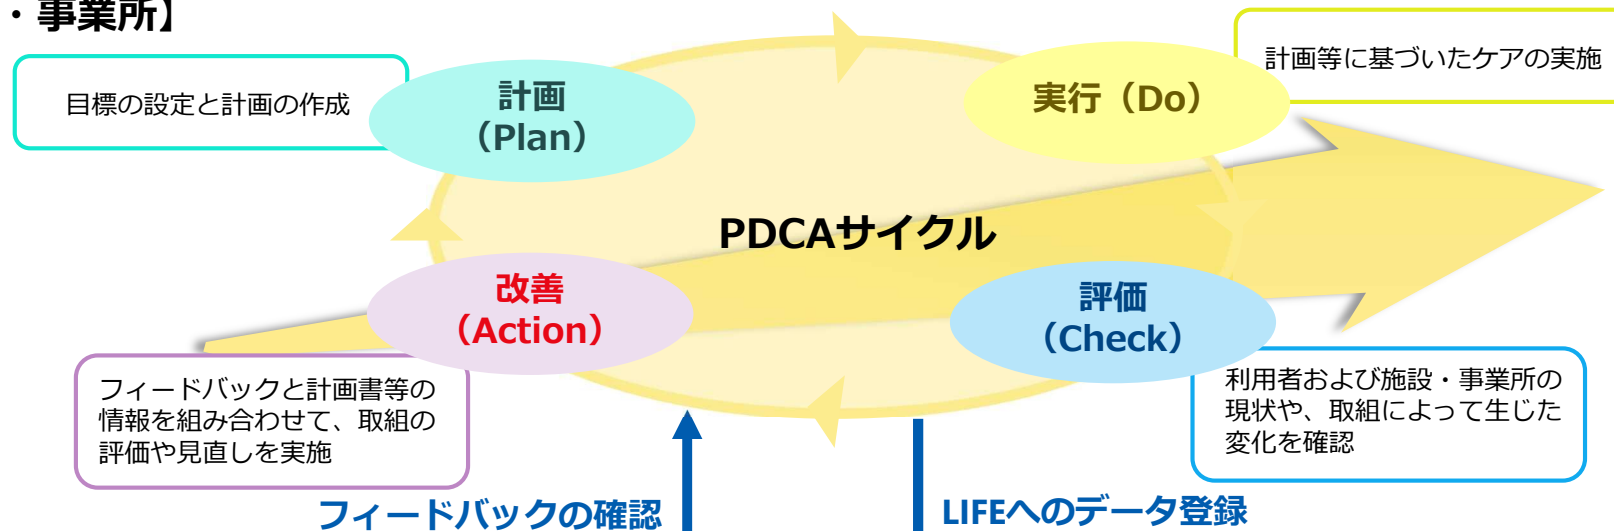 ・事業所】
目標の設定と計画の作成
計画
（Plan）
実行（Do）
計画等に基づいたケアの実施
PDCAサイクル
改善
（Action）
評価
（Check）
フィードバックと計画書等の
情報を組み合わせて、取組の
評価や見直しを実施
利用者および施設・事業所の
現状や、取組によって生じた
変化を確認
フィードバックの確認
LIFEへのデータ登録